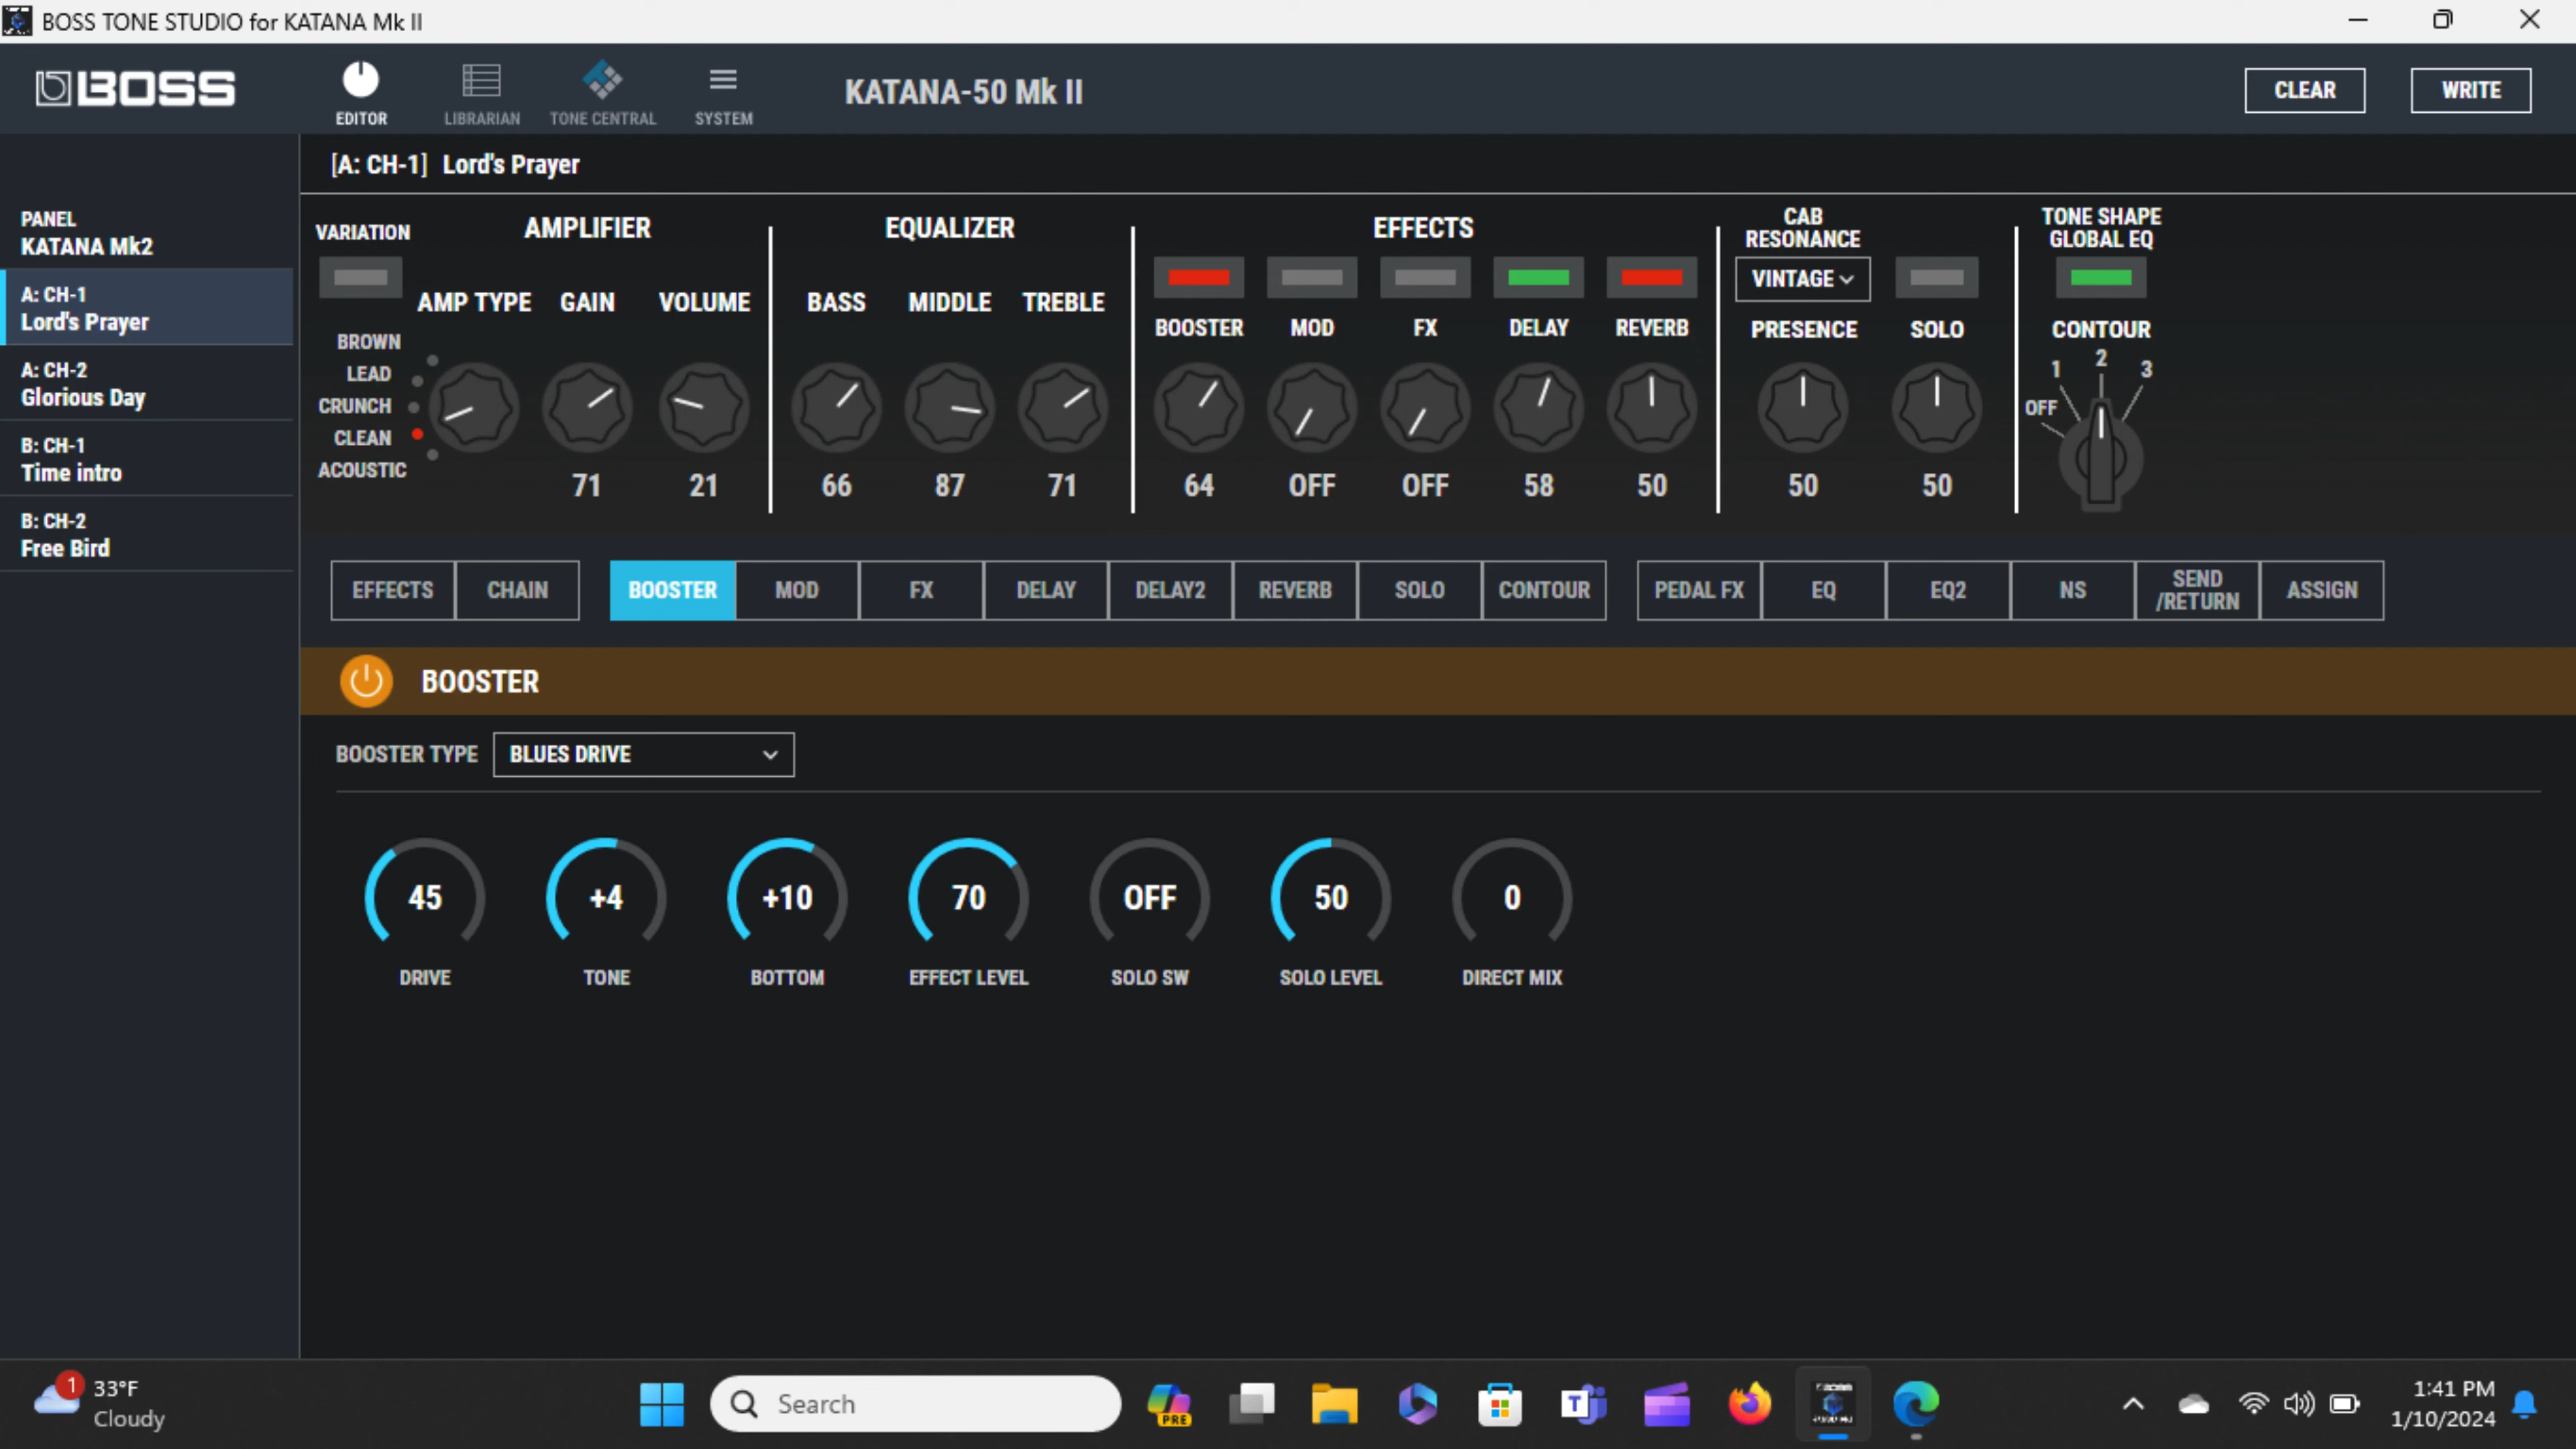 BOSS TONE STUDIO for KATANA Mk II
BOSS
EDITOR
LIBRARIAN
TONE CENTRAL
SYSTEM
KATANA-50 Mk II
CLEAR
WRITE
[A: CH-1] Lord's Prayer
PANEL
KATANA Mk2
A: CH-1
Lord's Prayer
A: CH-2
Glorious Day
B: CH-1
Time intro
B: CH-2
Free Bird
VARIATION
AMPLIFIER
AMP TYPE
GAIN
VOLUME
BROWN
LEAD
CRUNCH
CLEAN
ACOUSTIC
71
21
EQUALIZER
BASS
MIDDLE
TREBLE
66
87
71
EFFECTS
BOOSTER
MOD
FX
DELAY
REVERB
64
OFF
OFF
58
50
CAB
RESONANCE
VINTAGE
PRESENCE
SOLO
50
50
TONE SHAPE
GLOBAL EQ
CONTOUR
OFF
1
2
3
EFFECTS
CHAIN
BOOSTER
MOD
FX
DELAY
DELAY2
REVERB
SOLO
CONTOUR
PEDAL FX
EQ
EQ2
NS
SEND
/RETURN
ASSIGN
BOOSTER
BOOSTER TYPE
BLUES DRIVE
45
+4
+10
70
OFF
50
0
DRIVE
TONE
BOTTOM
EFFECT LEVEL
SOLO SW
SOLO LEVEL
DIRECT MIX
1
33°F
Cloudy
Search
PRE
T
BOSS
1:41 PM
1/10/2024